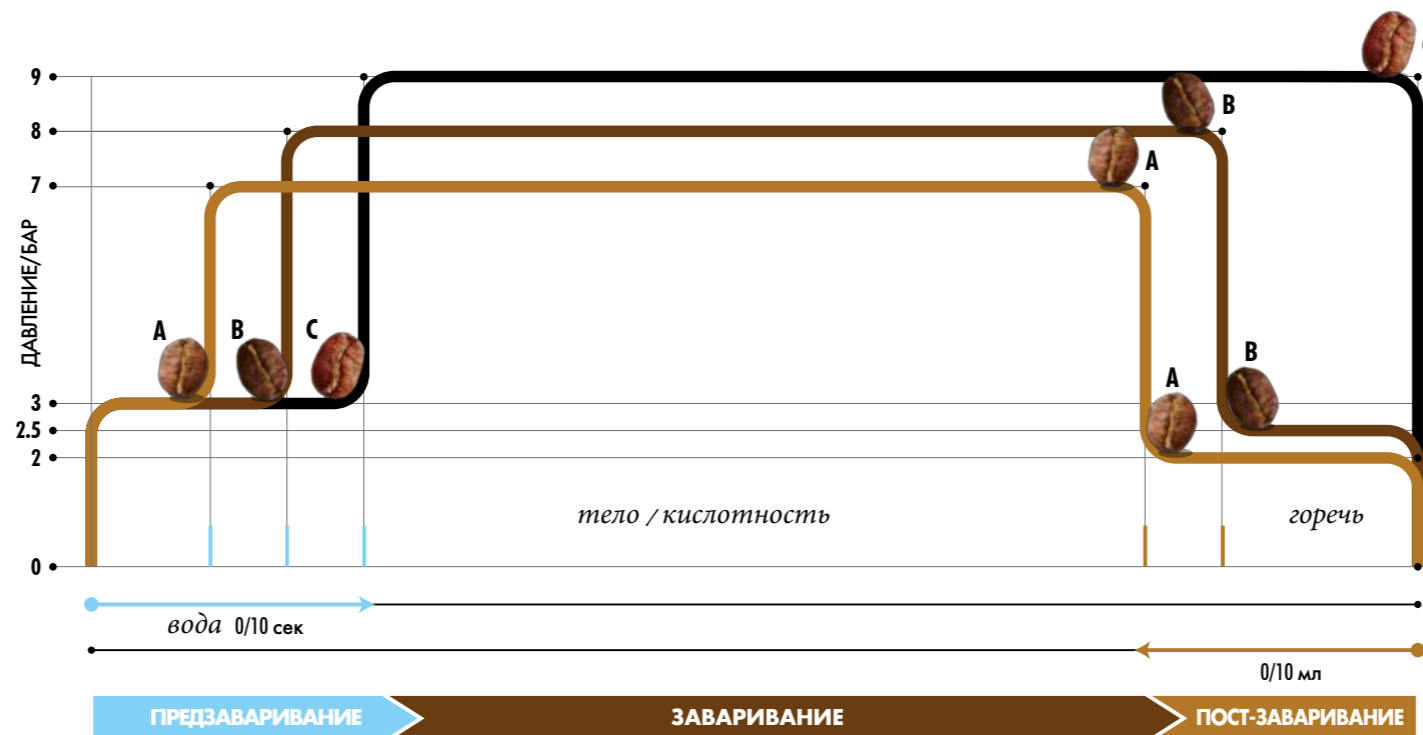 9
8
B
7
A
ДАВЛЕНИЕ/БАР
A
B
C
B
A
3
2.5
2
тело / кислотность
горечь
0
вода 0/10 сек
0/10 мл
ПРЕДЗАВАРИВАНИЕ
ЗАВАРИВАНИЕ
ПОСТ-ЗАВАРИВАНИЕ